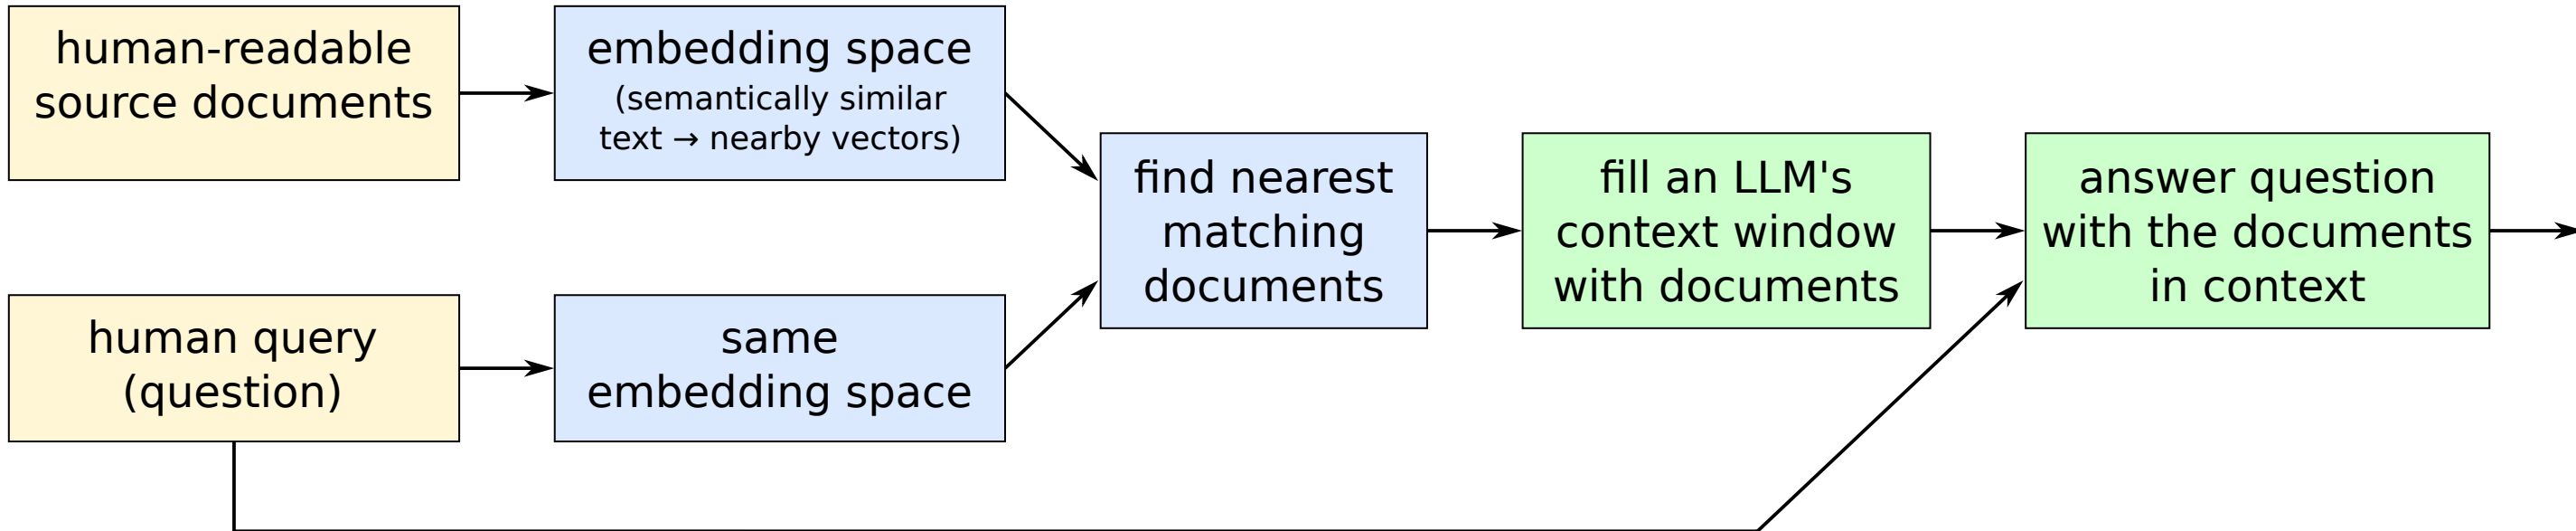 human-readable
source documents
embedding space
(semantically similar
text → nearby vectors)
human query
(question)
same
embedding space
find nearest
matching
documents
fill an LLM's
context window
with documents
answer question
with the documents
in context